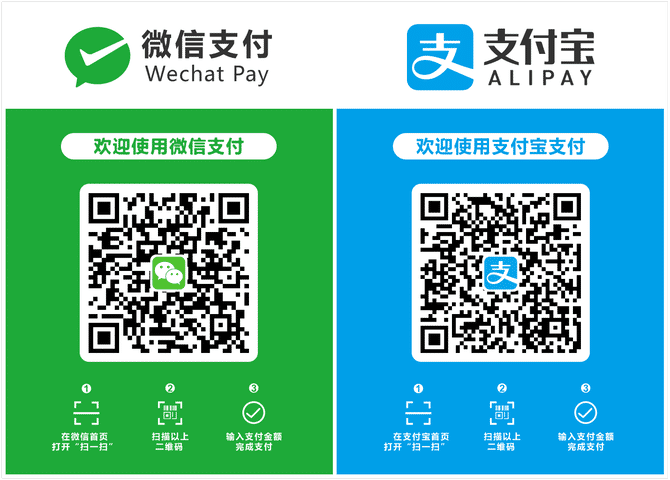 微信支付
Wechat Pay
欢迎使用微信支付
1
在微信首页
打开“扫一扫”
2
扫描以上
二维码
3
输入支付金额
完成支付
支
支付宝
ALIPAY
欢迎使用支付宝支付
支
1
在支付宝首页
打开“扫一扫”
2
扫描以上
二维码
3
输入支付金额
完成支付